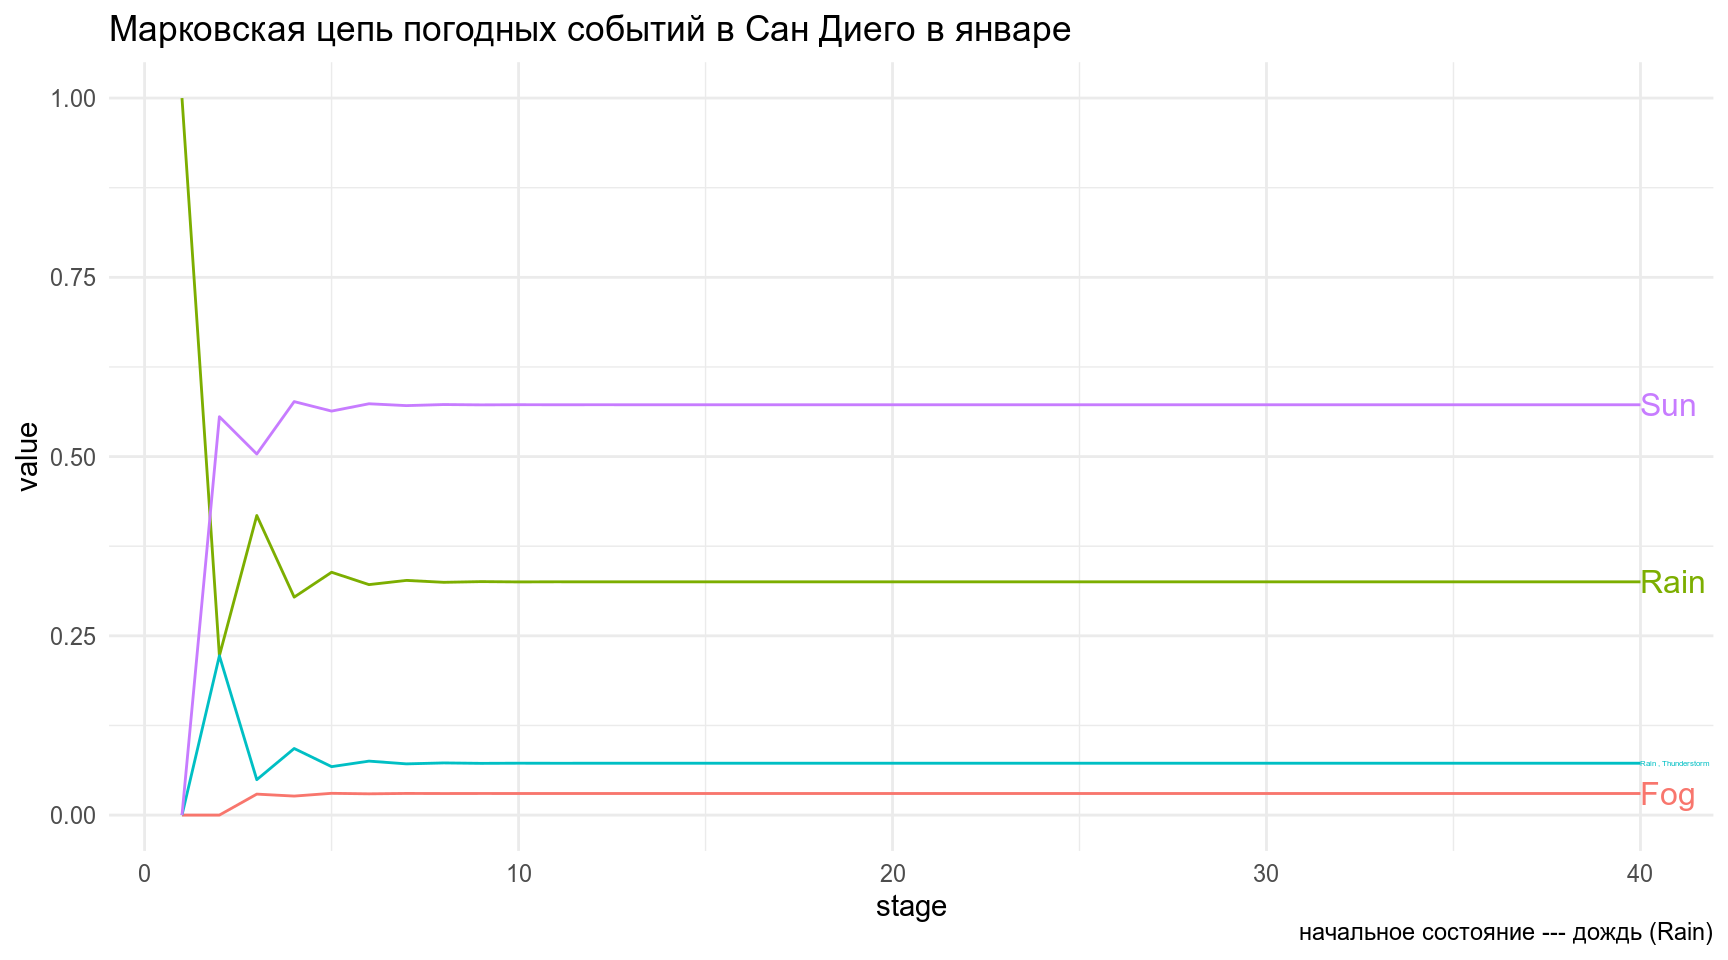 Марковская цепь погодных событий в Сан Диего в январе
1.00
0.75
0.50
0.25
0.00
value
Sun
Rain
Rain , Thunderstorm
Fog
0 10 20 30 40
stage
начальное состояние --- дождь (Rain)